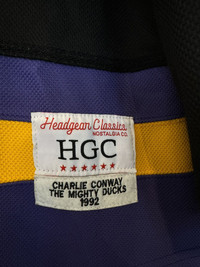 Headgear Classics
NOSTALGIA CO.
HGC
CHARLIE CONWAY
THE MIGHTY DUCKS
1992